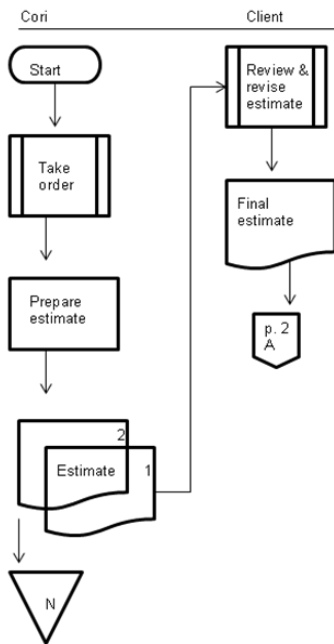 Cori
Client
Start
Take
order
Prepare
estimate
2
Estimate
1
N
Review &
revise
estimate
Final
estimate
p. 2
A